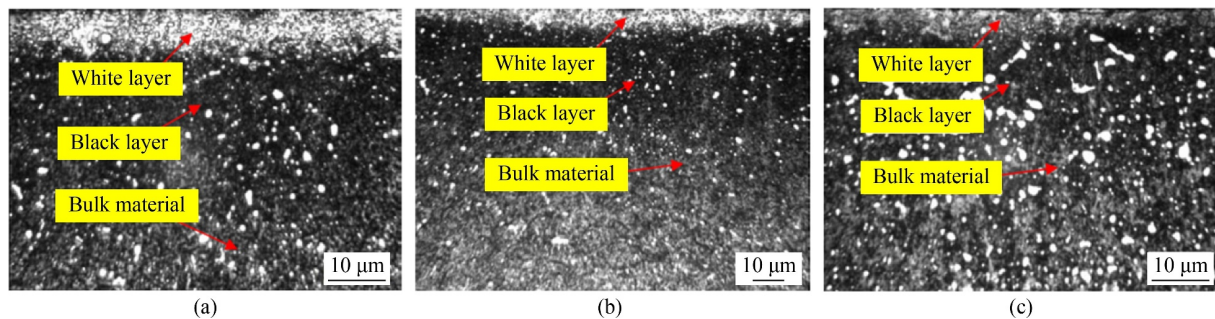 White layer
Black layer
Bulk material
10 μm
(a)
White layer
Black layer
Bulk material
10 μm
(b)
White layer
Black layer
Bulk material
10 μm
(c)